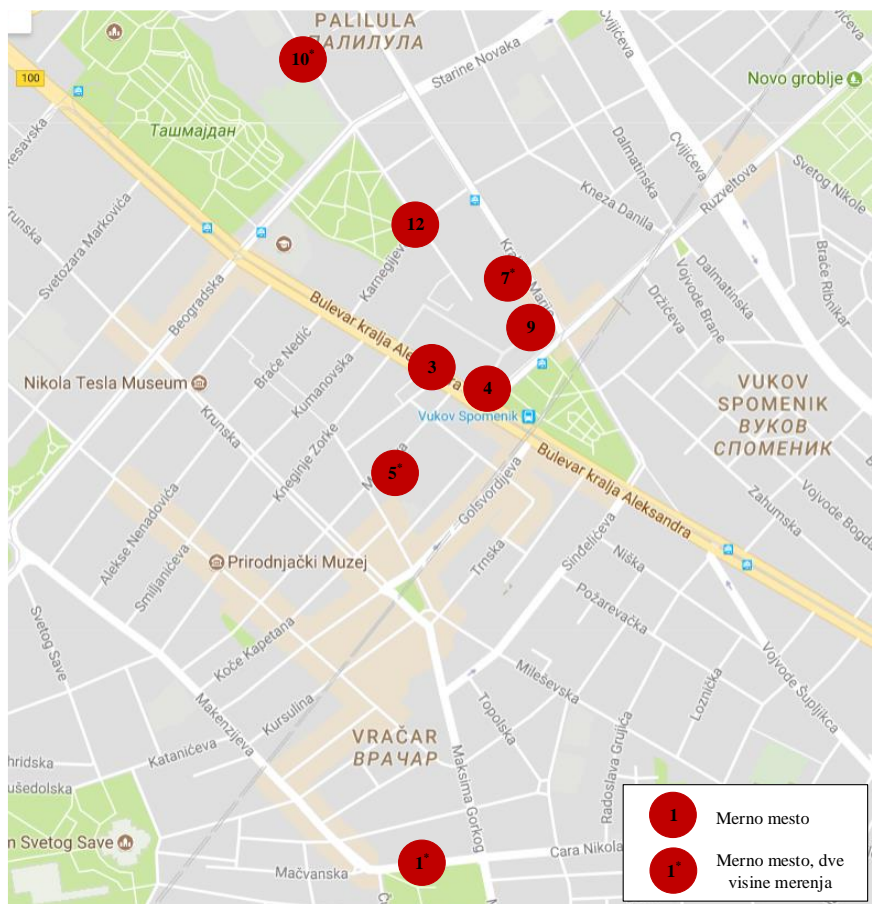 PALILULA
ПАЛИЛУЛА
10*
100
Starine Novaka
Novo groblje
Ташмајдан
Cvijićeva
Cvijićeva
Dalmatinska
Ruzveltova
Svetog Nikole
Kneza Danila
Krunska
Svetozara Markovića
12
Karnegijeva
7*
Vojvode Brane
Dalmatinska
Braće Ribnikar
Držićeva
Beogradska
Bulevar kralja
9
3
4
Braće Nedić
Kumanovska
Nikola Tesla Museum
Vukov Spomenik
VUKOV
SPOMENIK
ВУКОВ
СПОМЕНИК
Krunska
Kneginje Zorke
5*
Golsvordijeva
Bulevar kralja Aleksandra
Zahumska
Alekse Nenadovića
Smiljanićeva
Prirodnjački Muzej
Trnska
Sinđelićeva
Niška
Požarevačka
Svetog Save
Koče Kapetana
Mileševska
Loznička
Vojvode Šupljikca
Makenzijeva
Kursulina
Topolska
Radoslava Grujića
Katanićeva
VRAČAR
ВРАЧАР
Maksima Gorkog
Svetog Save
Mačvanska
1*
Cara Nikola
1 Merno mesto
1* Merno mesto, dve
visine merenja